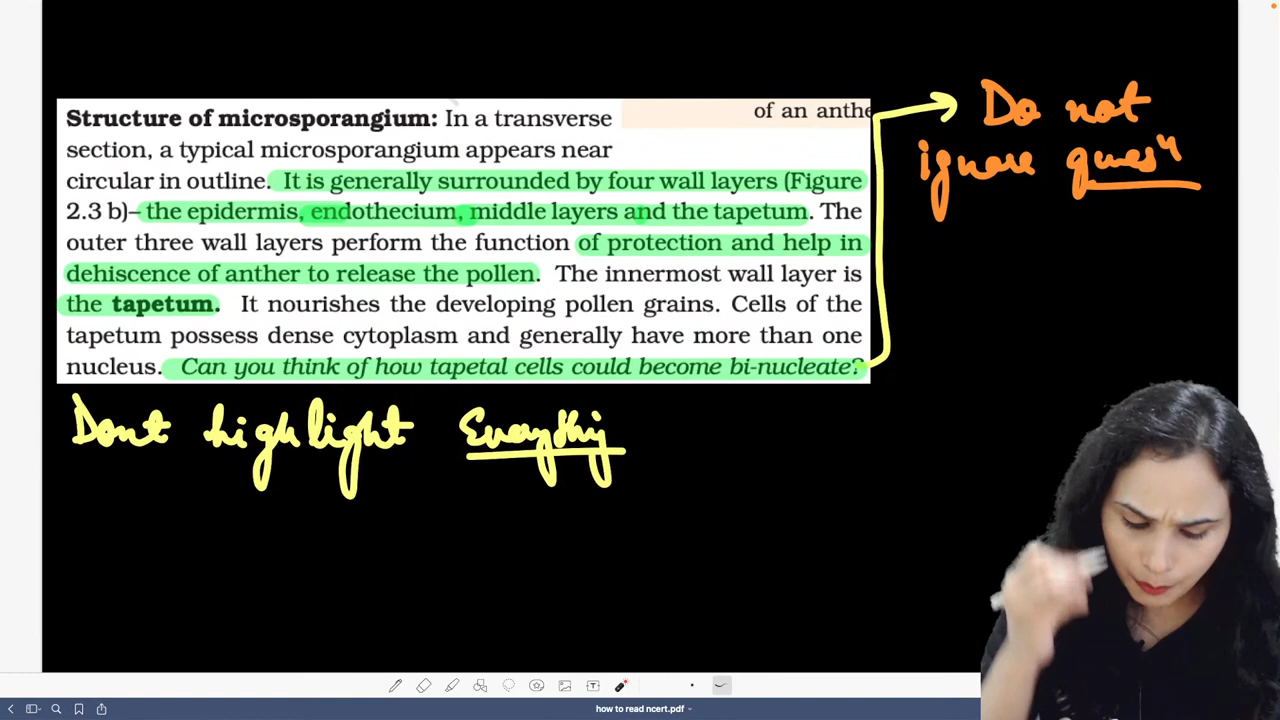 of an anthe
Structure of microsporangium: In a transverse
section, a typical microsporangium appears near
circular in outline. It is generally surrounded by four wall layers (Figure
2.3 b)– the epidermis, endothecium, middle layers and the tapetum. The
outer three wall layers perform the function of protection and help in
dehiscence of anther to release the pollen. The innermost wall layer is
the tapetum. It nourishes the developing pollen grains. Cells of the
tapetum possess dense cytoplasm and generally have more than one
nucleus. Can you think of how tapetal cells could become bi-nucleate?
Do not
ignore quesn
Dont highlight Everything
how to read ncert.pdf